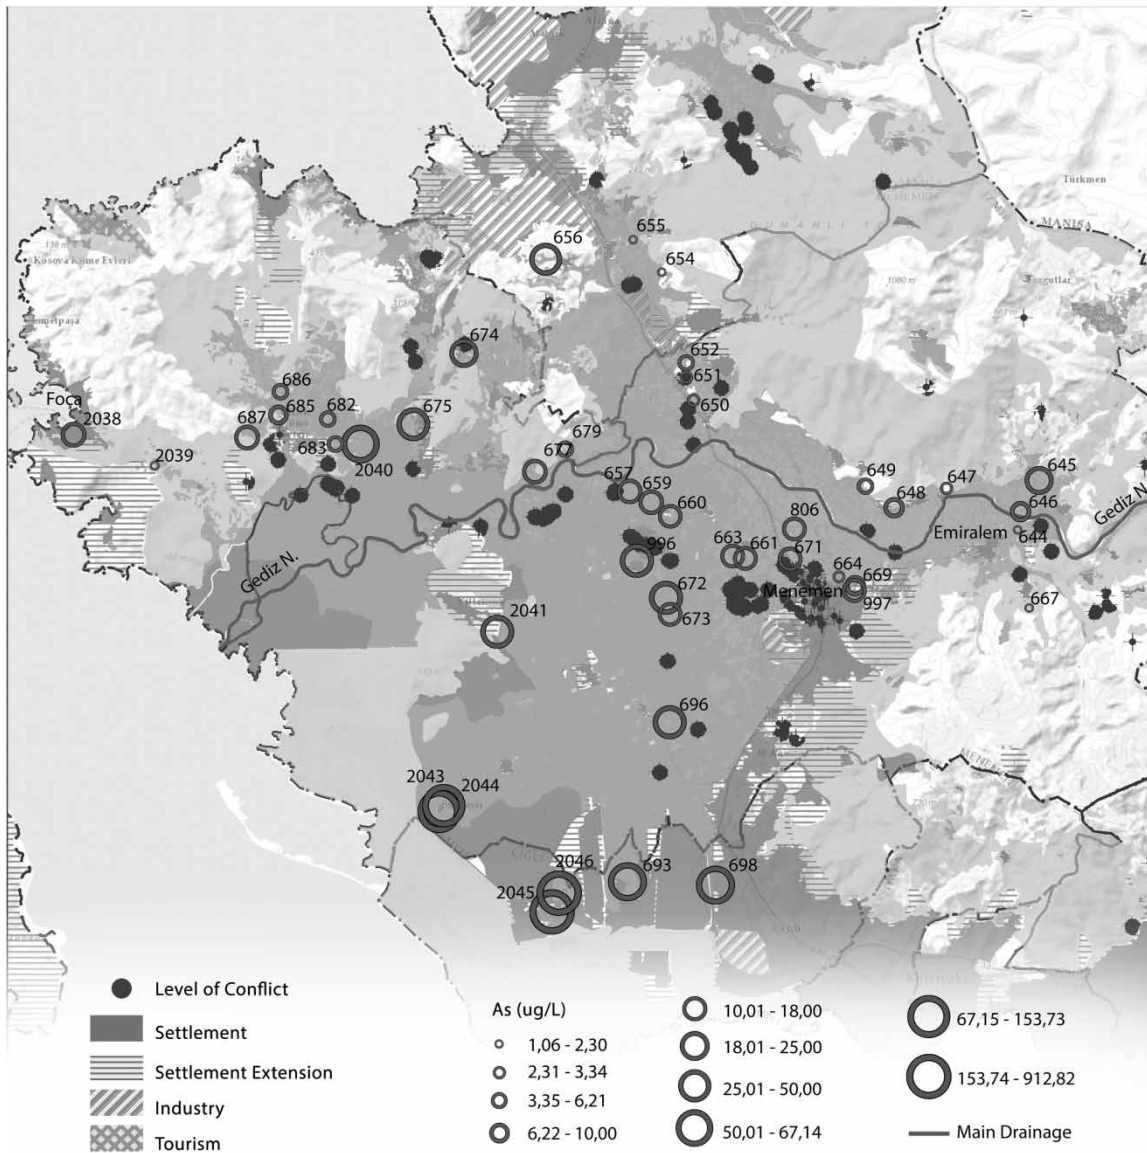 Türkmen
MANISA
655
656
138 m
654
Kosova Küme Evleri
1080 m
674
652
651
686
650
Foça
2038
685
682
675
687
679
683
2040
677
2039
649
647
645
657
659
648
646
660
806
Emiralem
Gediz N.
644
996
663
661
671
664
Gediz N.
672
669
Menemen
997
667
2041
673
696
2043
2044
2046
693
698
2045
Level of Conflict
Settlement
Settlement Extension
Industry
Tourism
As (ug/L)
1,06 - 2,30
2,31 - 3,34
3,35 - 6,21
6,22 - 10,00
10,01 - 18,00
18,01 - 25,00
25,01 - 50,00
50,01 - 67,14
67,15 - 153,73
153,74 - 912,82
Main Drainage